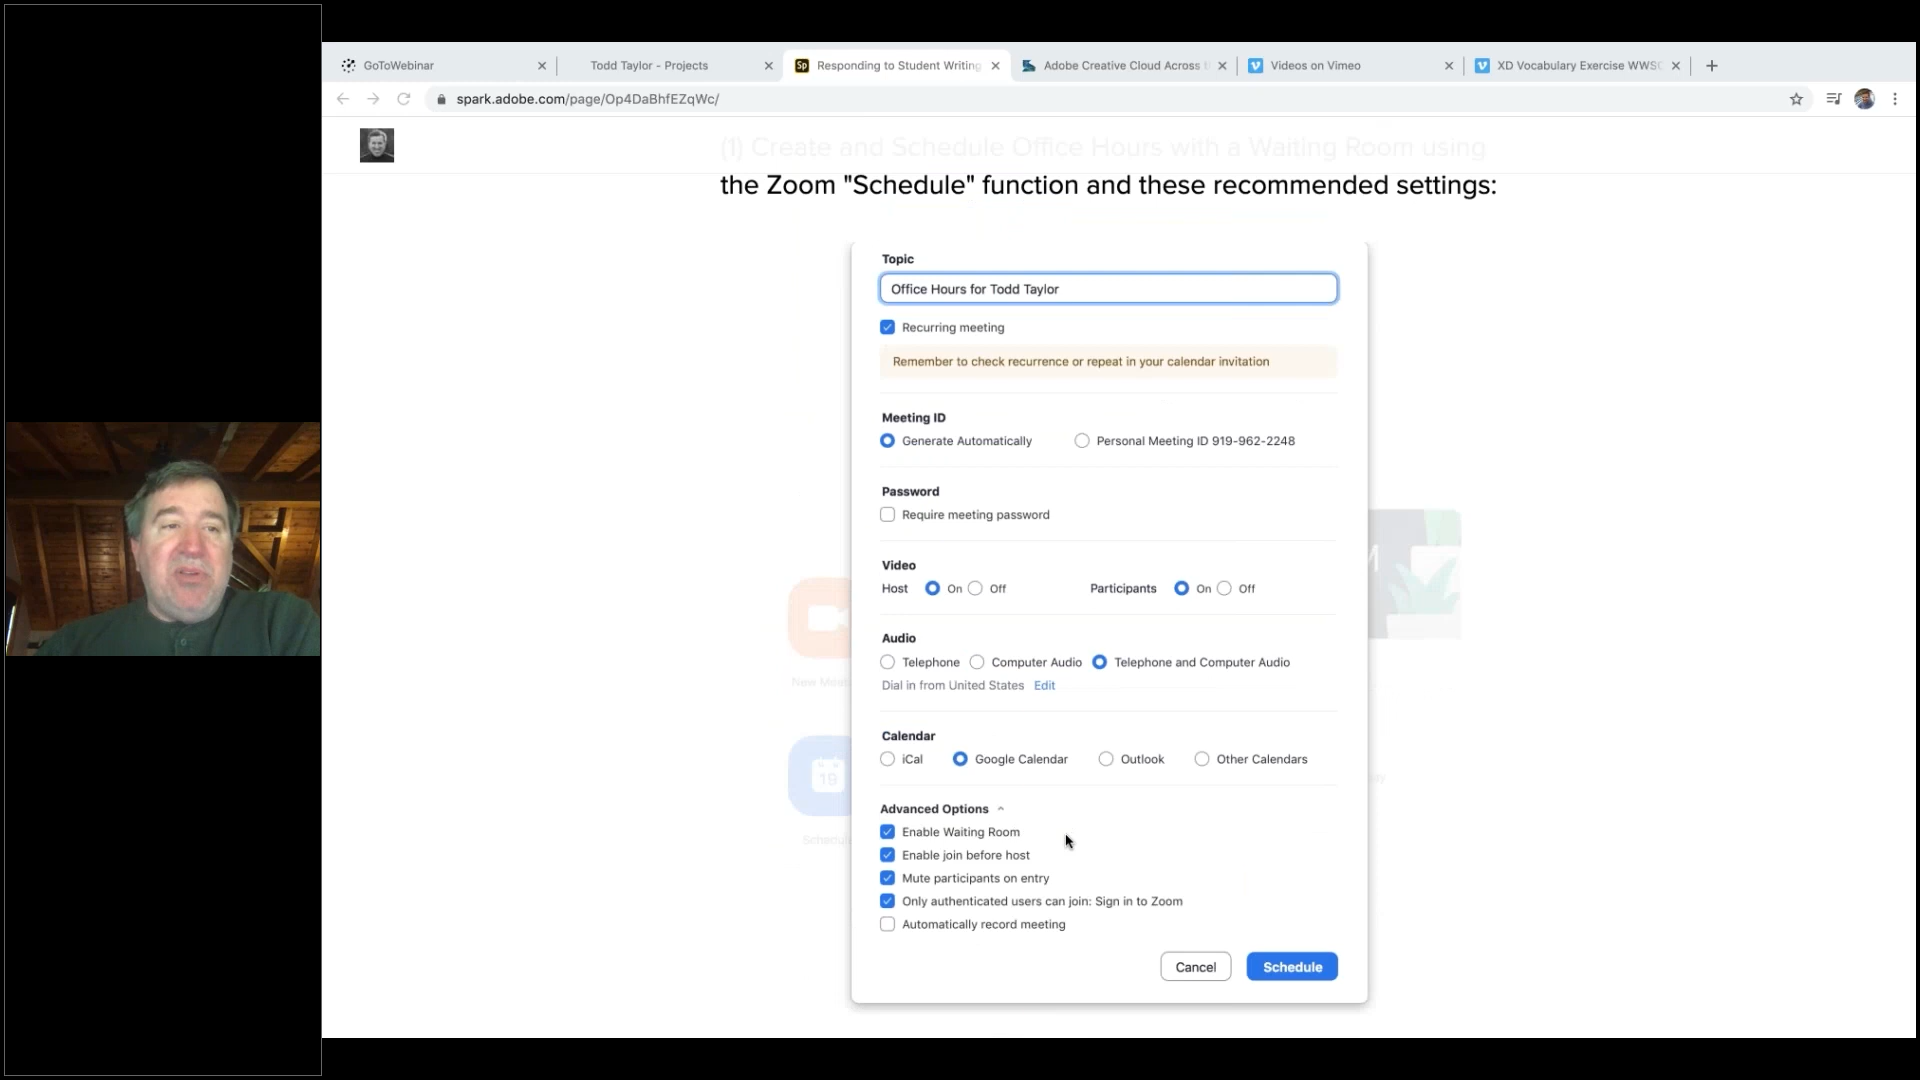 GoToWebinar
Todd Taylor - Projects
Responding to Student Writing
Adobe Creative Cloud Across
Videos on Vimeo
XD Vocabulary Exercise WWSC
spark.adobe.com/page/Op4DaBhfEZqWc/
(1) Create and Schedule Office Hours with a Waiting Room using
the Zoom "Schedule" function and these recommended settings:
Topic
Office Hours for Todd Taylor
Recurring meeting
Remember to check recurrence or repeat in your calendar invitation
Meeting ID
Generate Automatically Personal Meeting ID 919-962-2248
Password
Require meeting password
Video
Host On Off Participants On Off
Audio
Telephone Computer Audio Telephone and Computer Audio
Dial in from United States Edit
New
Calendar
iCal Google Calendar Outlook Other Calendars
19
Advanced Options
Enable Waiting Room
Schedule
Enable join before host
Mute participants on entry
Only authenticated users can join: Sign in to Zoom
Automatically record meeting
Cancel Schedule